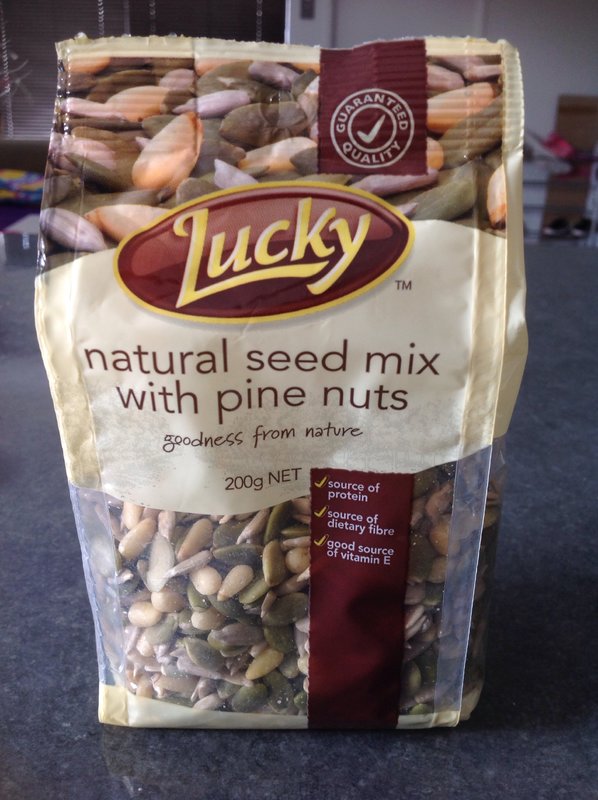 GUARANTEED
QUALITY
Lucky
TM
natural seed mix
with pine nuts
goodness from nature
200g NET
source of
protein
source of
dietary fibre
good source
of vitamin E